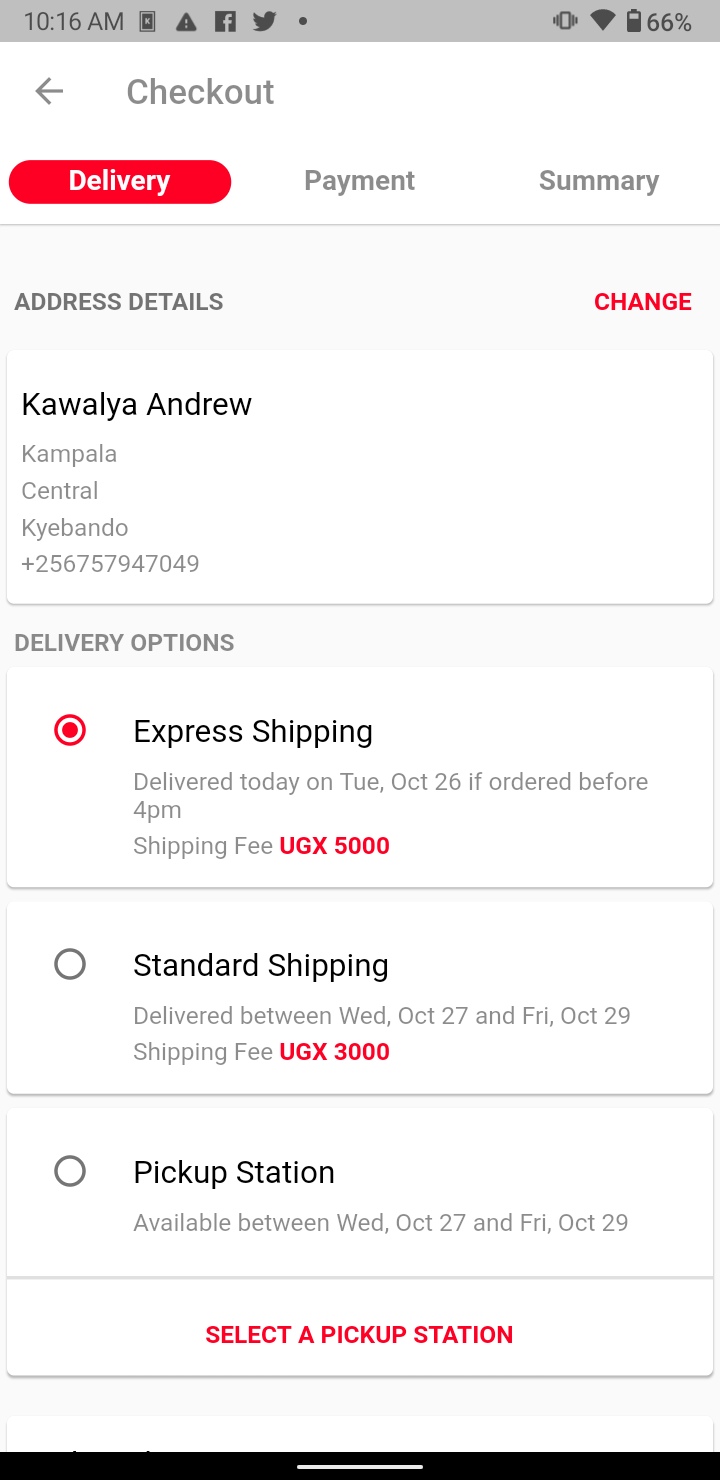 10:16 AM
66%
Checkout
Delivery
Payment
Summary
ADDRESS DETAILS
CHANGE
Kawalya Andrew
Kampala
Central
Kyebando
+256757947049
DELIVERY OPTIONS
Express Shipping
Delivered today on Tue, Oct 26 if ordered before
4pm
Shipping Fee UGX 5000
Standard Shipping
Delivered between Wed, Oct 27 and Fri, Oct 29
Shipping Fee UGX 3000
Pickup Station
Available between Wed, Oct 27 and Fri, Oct 29
SELECT A PICKUP STATION